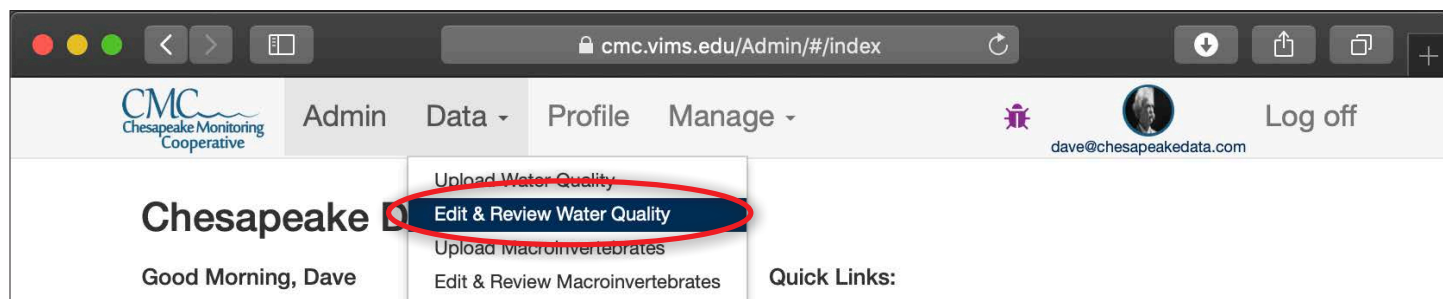 cmc.vims.edu/Admin/#/index
CMC
Chesapeake Monitoring
Cooperative
Admin
Data
Profile
Manage
dave@chesapeakedata.com
Log off
Upload Water Quality
Chesapeake D
Edit & Review Water Quality
Upload Macroinvertebrates
Good Morning, Dave
Edit & Review Macroinvertebrates
Quick Links: